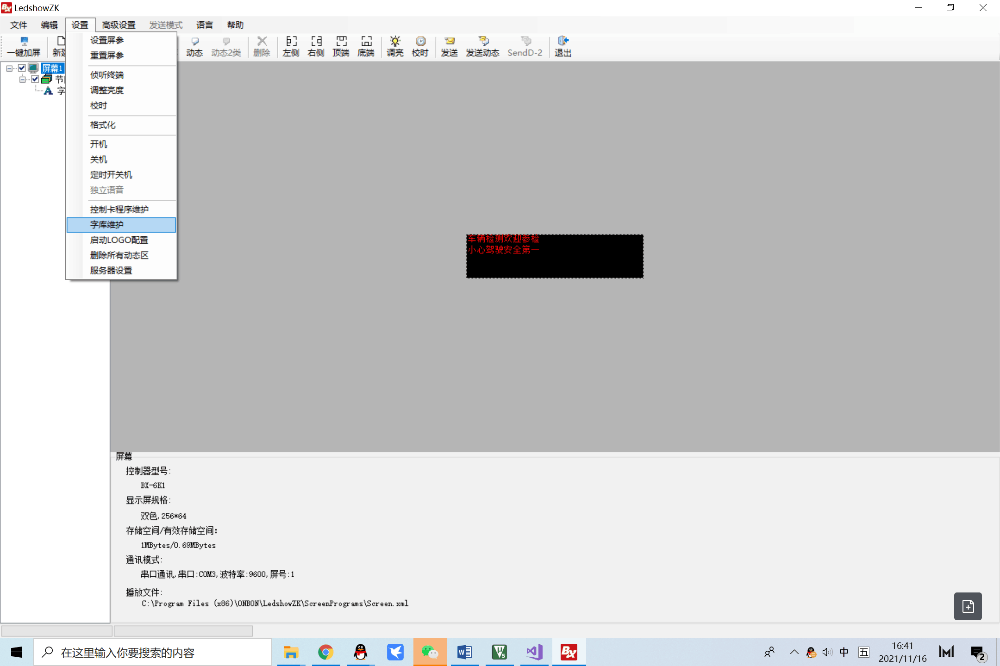 LedshowZK
文件 编辑 设置 高级设置 发送模式 语言 帮助
一键加屏 新建 动态 动态2类 删除 左侧 右侧 顶端 底端 调亮 校时 发送 发送动态 SendD-2 退出
屏幕1
节
字
设置屏参
重置屏参
侦听终端
调整亮度
校时
格式化
开机
关机
定时开关机
独立语音
控制卡程序维护
字库维护
启动LOGO配置
删除所有动态区
服务器设置
车辆检测欢迎參检
小心驾驶安全第一
屏幕
控制器型号:
BX-6K1
显示屏规格:
双色,256*64
存储空间/有效存储空间:
1MBytes/0.69MBytes
通讯模式:
串口通讯,串口:COM3,波特率:9600,屏号:1
播放文件:
C:\Program Files (x86)\ONBON\LedshowZK\ScreenPrograms\Screen.xml
在这里输入你要搜索的内容
中 五
16:41
2021/11/16
2